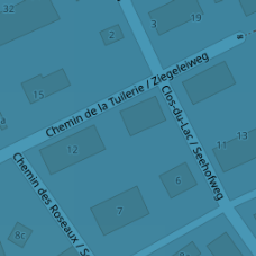 32
3
19
2
15
Chemin de la Tuilerie / Ziegeleiweg
Clos-du-Lac / Seehofweg
12
11
13
Chemin des Roseaux /
6
7
8c